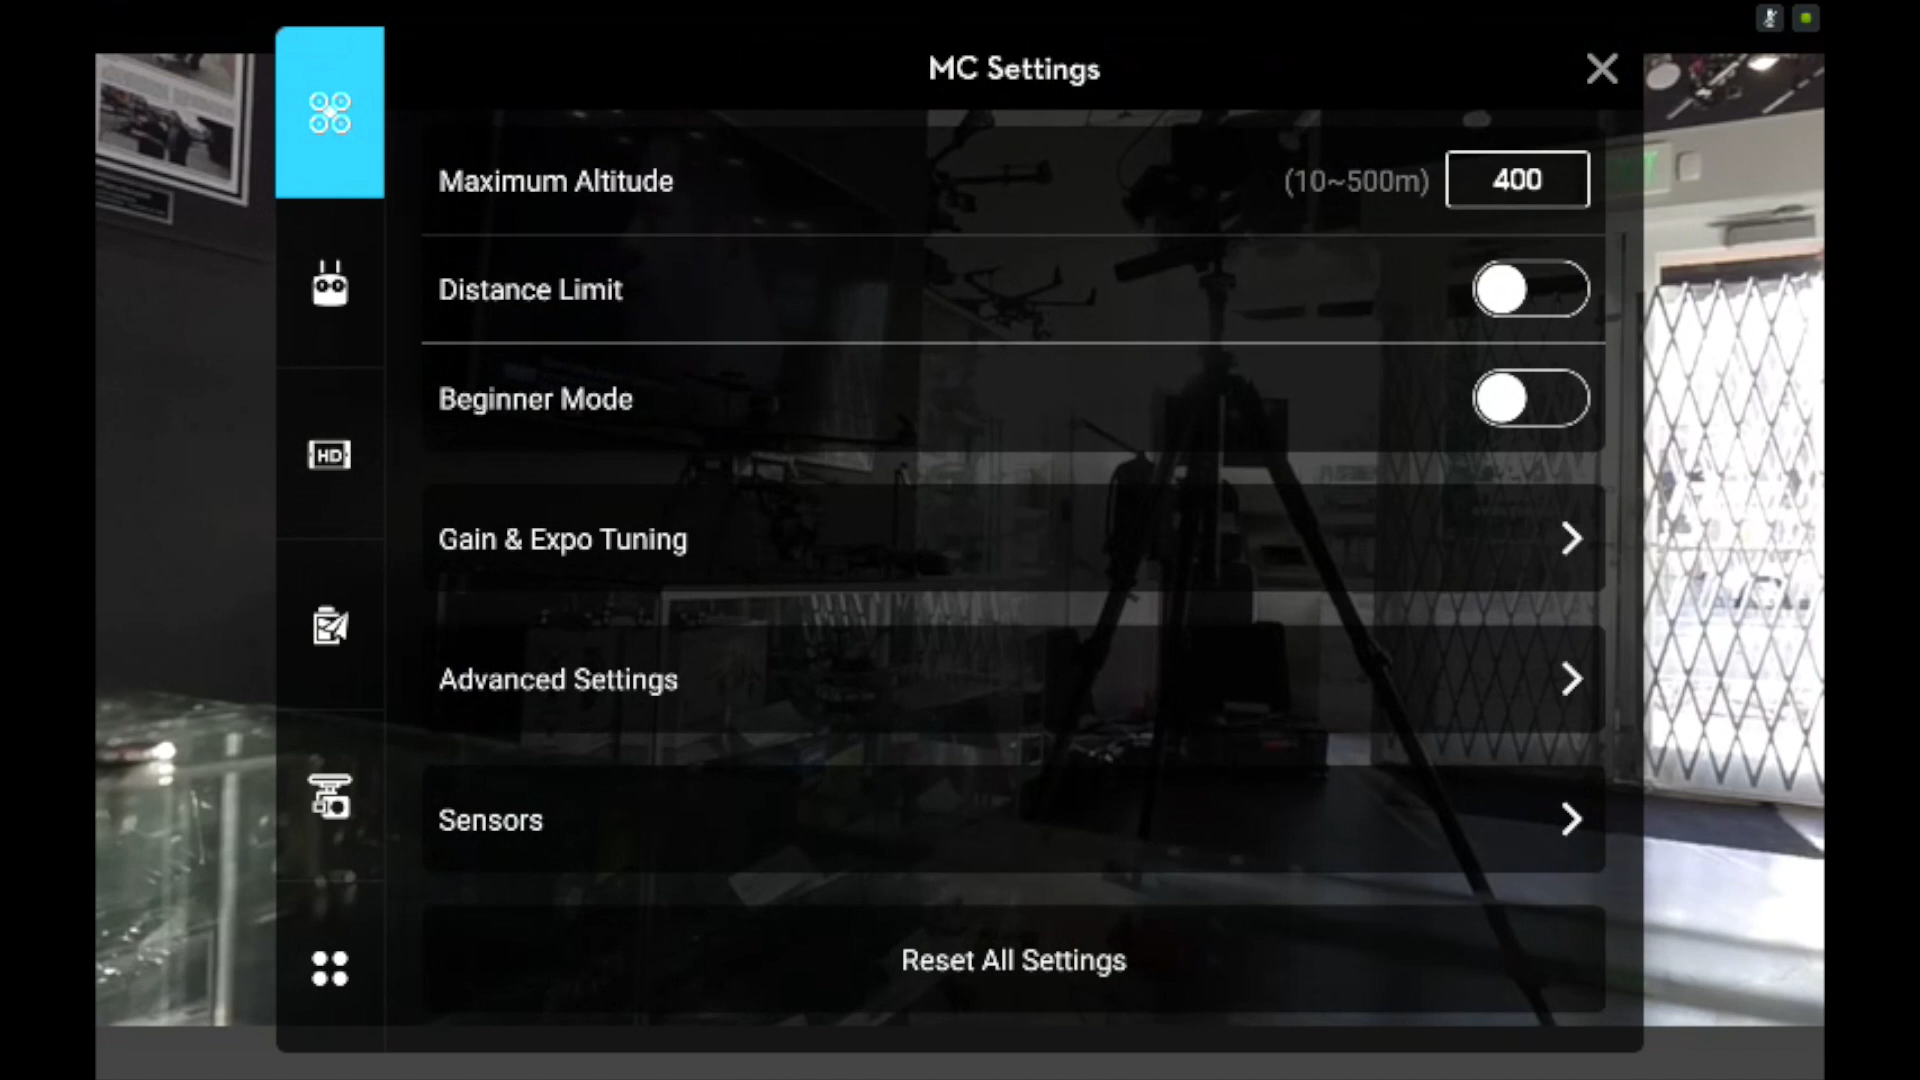 MC Settings
Maximum Altitude (10~500m) 400
Distance Limit
Beginner Mode
HD
Gain & Expo Tuning
Advanced Settings
Sensors
Reset All Settings